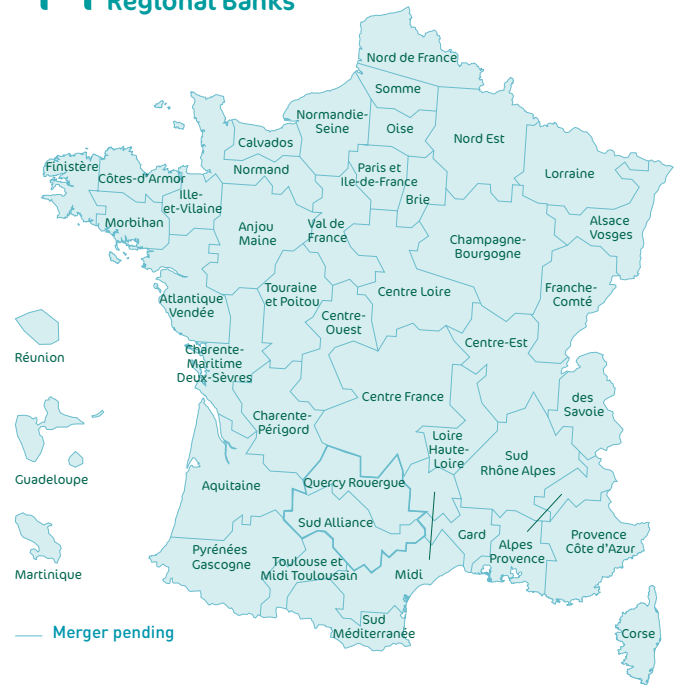 Regional Banks
Nord de France
Somme
Normandie-
Seine
Oise
Nord Est
Calvados
Lorraine
Finistère
Côtes-d'Armor
Normand
Paris et
Ile-de-France
Ille-
et-Vilaine
Brie
Morbihan
Anjou
Maine
Val de
France
Alsace
Vosges
Champagne-
Bourgogne
Atlantique
Vendée
Touraine
et Poitou
Centre Loire
Franche-
Comté
Centre-
Ouest
Centre-Est
Réunion
Charente-
Maritime
Deux-Sèvres
Centre France
des
Savoie
Charente-
Périgord
Loire
Haute-
Loire
Sud
Rhône Alpes
Guadeloupe
Aquitaine
Quercy Rouergue
Sud Alliance
Gard
Alpes
Provence
Provence
Côte d'Azur
Pyrénées
Gascogne
Toulouse et
Midi Toulousain
Midi
Martinique
Sud
Méditerranée
Corse
Merger pending